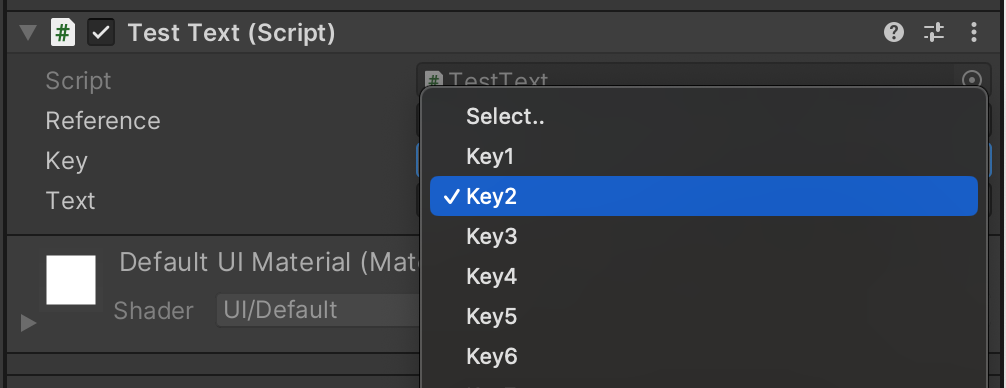 Test Text (Script)
Script
TestText
Reference
Key
Text
Select..
Key1
Key2
Key3
Key4
Key5
Key6
Default UI Material (Mat
Shader
UI/Default